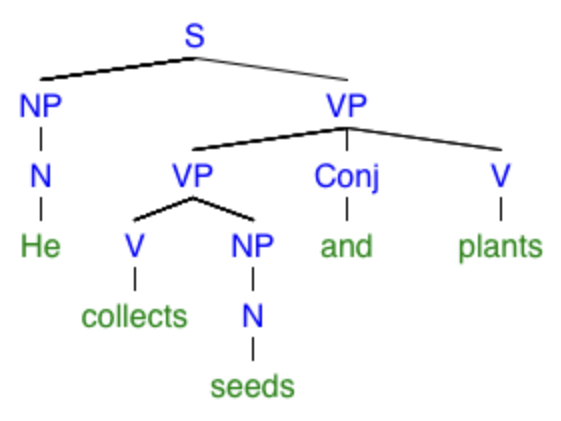 S
NP VP
N VP Conj V
He V NP and plants
collects N
seeds